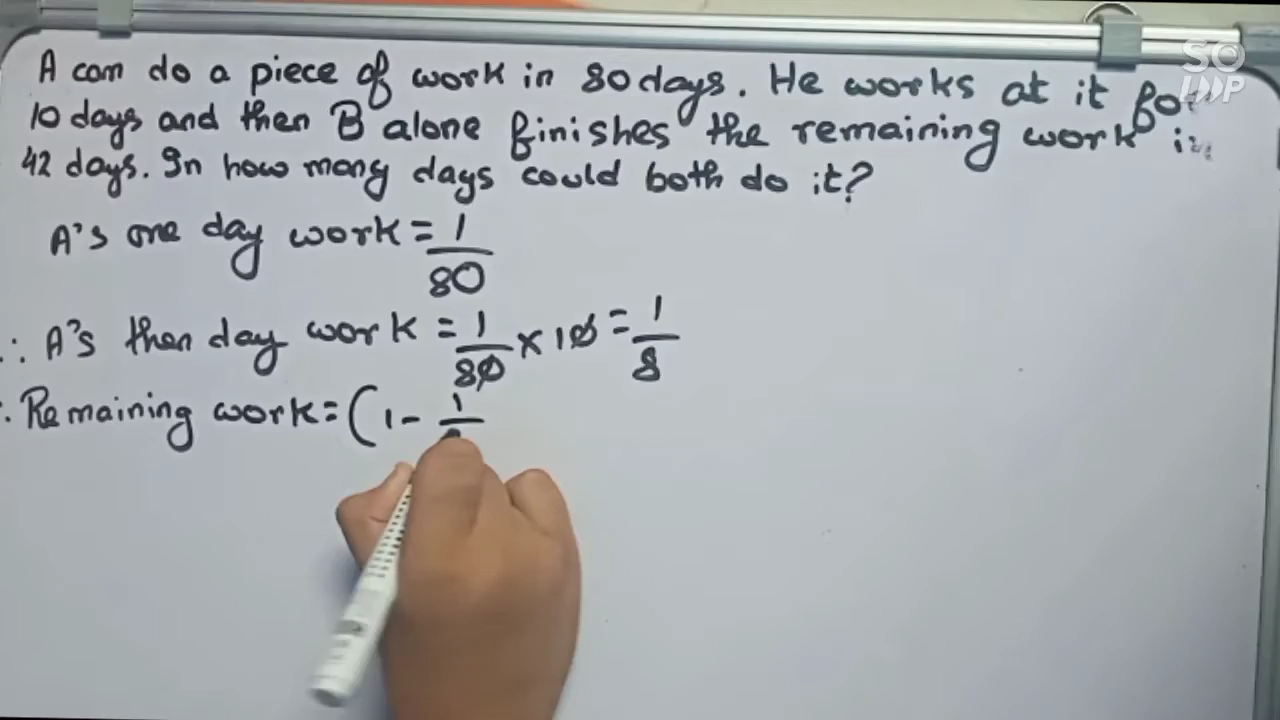 A can do a piece of work in 80 days. He works at it for
10 days and then B alone finishes the remaining work in
42 days. In how many days could both do it?
A's one day work = 1/80
∴ A's then day work = 1/80 × 10 = 1/8
∴ Remaining work = (1 - 1/